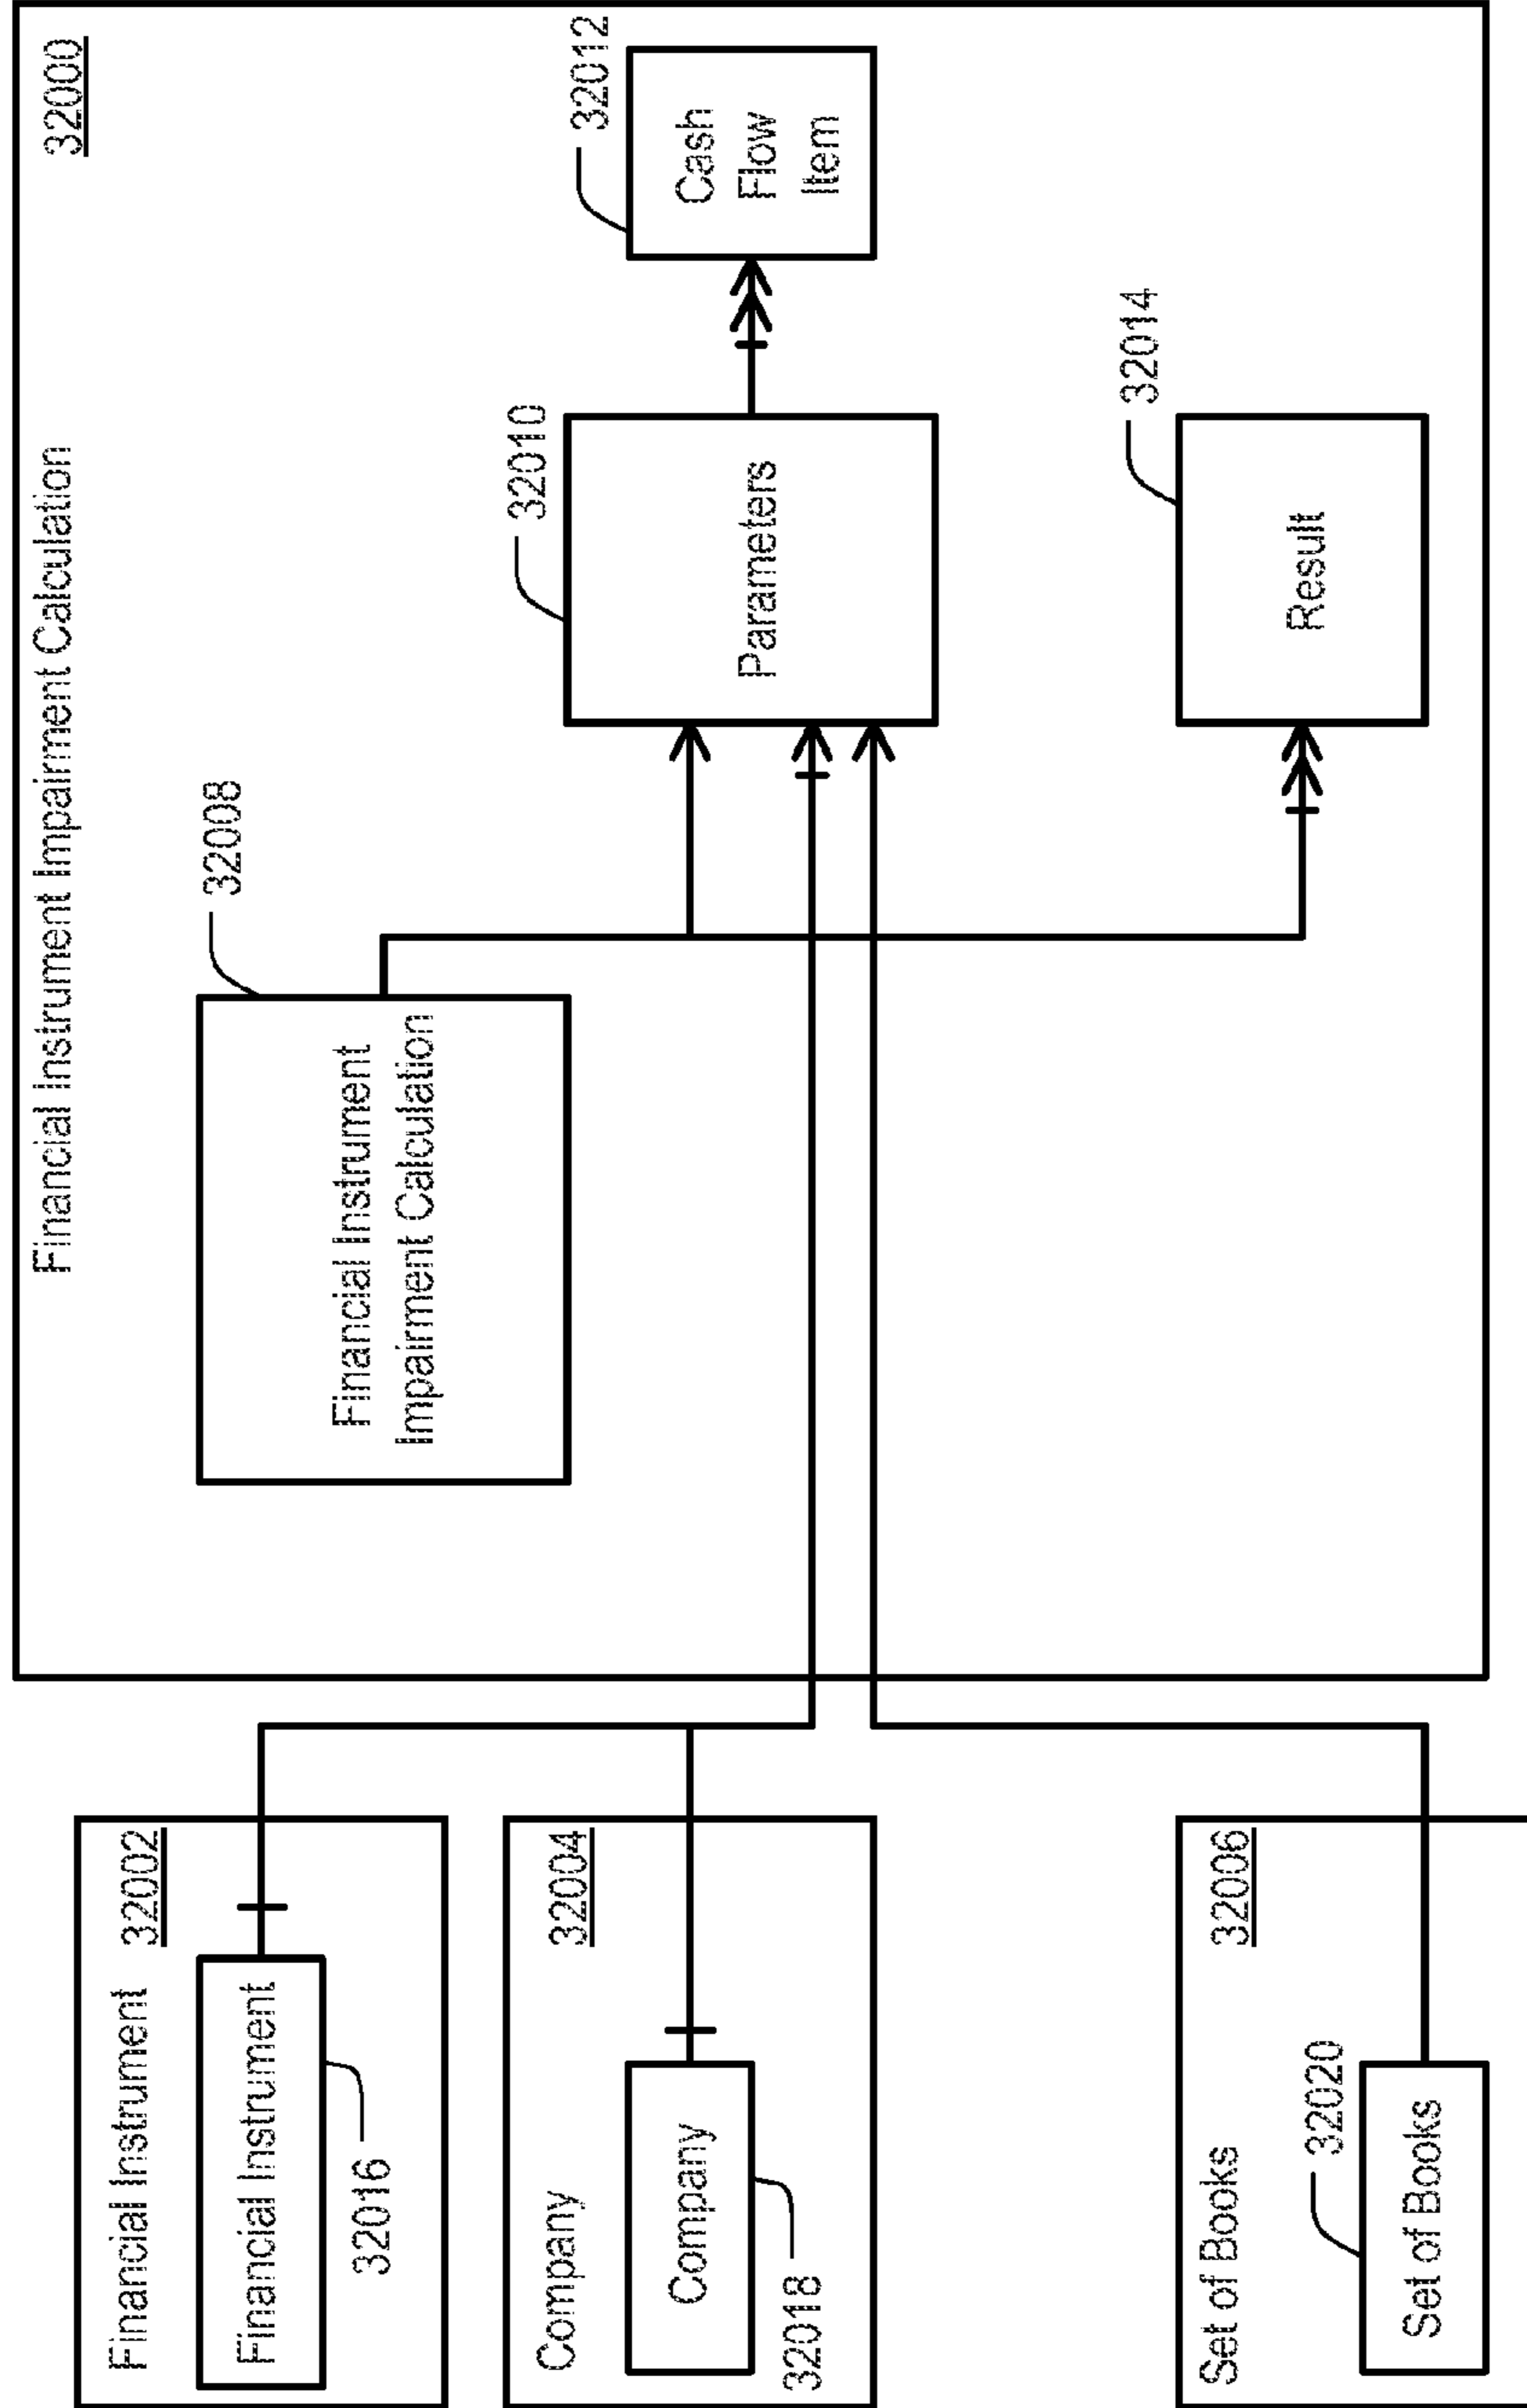 Financial Instrument Impairment Calculation
32000
Financial Instrument
32002
Financial Instrument
32016
Company
32004
Company
32018
Set of Books
32006
32020
Set of Books
32008
Financial Instrument
Impairment Calculation
32010
Parameters
32012
Cash
Flow
Item
32014
Result